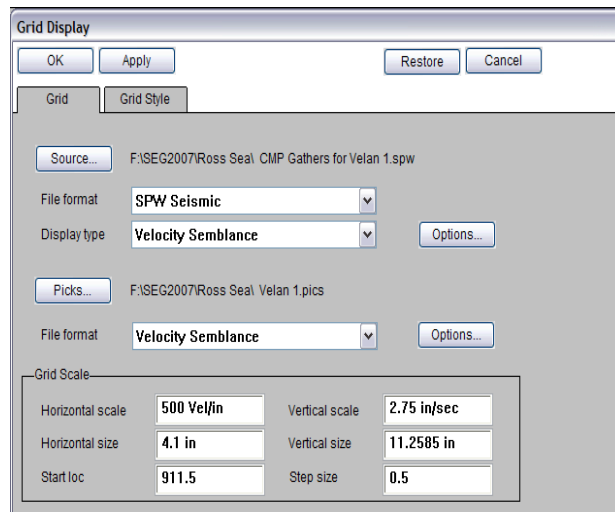 Grid Display
OK Apply Restore Cancel
Grid Grid Style
Source... F:\SEG2007\Ross Sea\ CMP Gathers for Velan 1.spw
File format SPW Seismic
Display type Velocity Semblance Options...
Picks... F:\SEG2007\Ross Sea\ Velan 1.pics
File format Velocity Semblance Options...
Grid Scale
Horizontal scale 500 Vel/in Vertical scale 2.75 in/sec
Horizontal size 4.1 in Vertical size 11.2585 in
Start loc 911.5 Step size 0.5